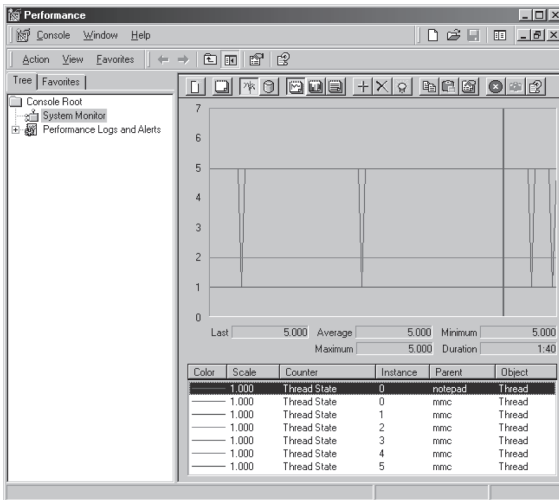 Performance
Console Window Help
Action View Favorites
Tree Favorites
Console Root
System Monitor
Performance Logs and Alerts
7
6
5
4
3
2
1
0
Last 5.000 Average 5.000 Minimum 5.000
Maximum 5.000 Duration 1:40
Color Scale Counter Instance Parent Object
1.000 Thread State 0 notepad Thread
1.000 Thread State 0 mmc Thread
1.000 Thread State 1 mmc Thread
1.000 Thread State 2 mmc Thread
1.000 Thread State 3 mmc Thread
1.000 Thread State 4 mmc Thread
1.000 Thread State 5 mmc Thread